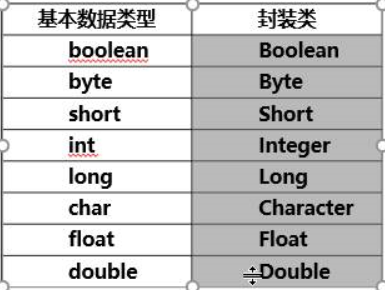 基本数据类型 封装类
boolean Boolean
byte Byte
short Short
int Integer
long Long
char Character
float Float
double Double